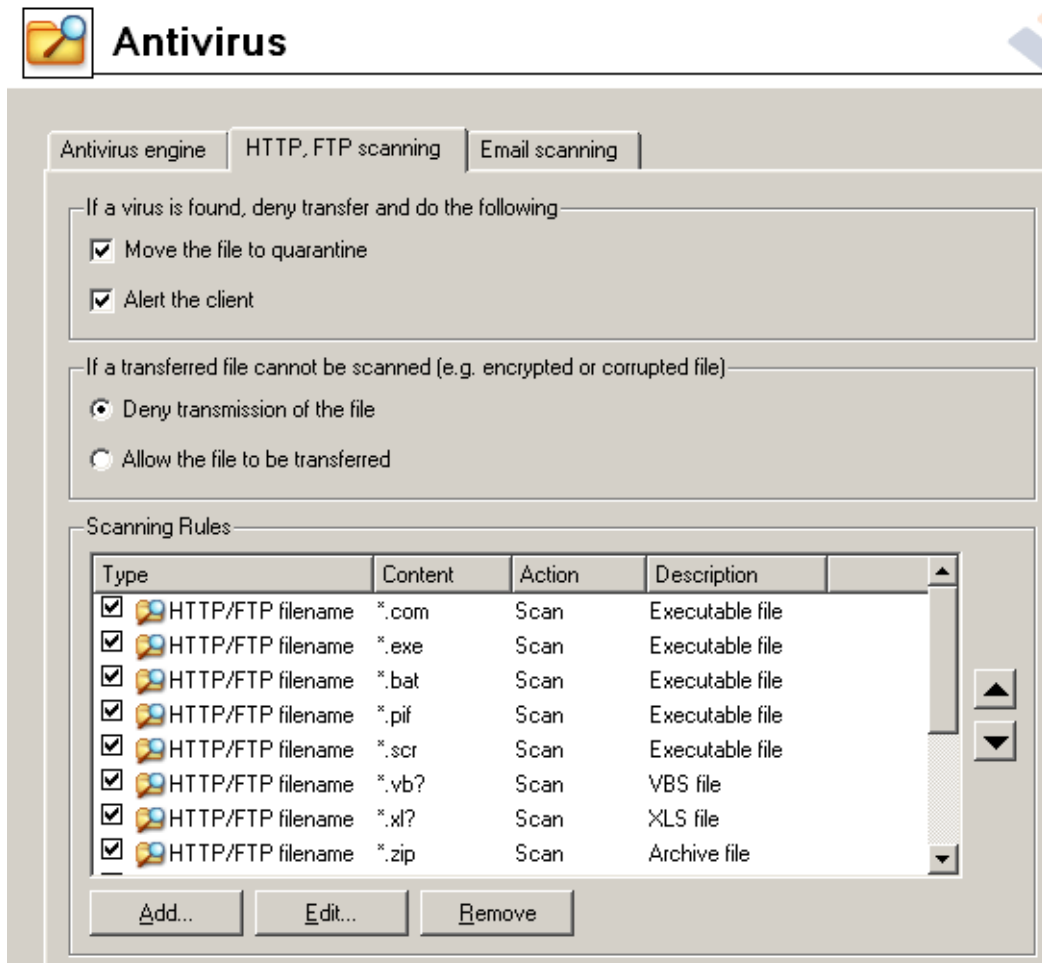 Antivirus
Antivirus engine HTTP, FTP scanning Email scanning
If a virus is found, deny transfer and do the following
Move the file to quarantine
Alert the client
If a transferred file cannot be scanned (e.g. encrypted or corrupted file)
Deny transmission of the file
Allow the file to be transferred
Scanning Rules
Type Content Action Description
HTTP/FTP filename *.com Scan Executable file
HTTP/FTP filename *.exe Scan Executable file
HTTP/FTP filename *.bat Scan Executable file
HTTP/FTP filename *.pif Scan Executable file
HTTP/FTP filename *.scr Scan Executable file
HTTP/FTP filename *.vb? Scan VBS file
HTTP/FTP filename *.xl? Scan XLS file
HTTP/FTP filename *.zip Scan Archive file
Add... Edit... Remove